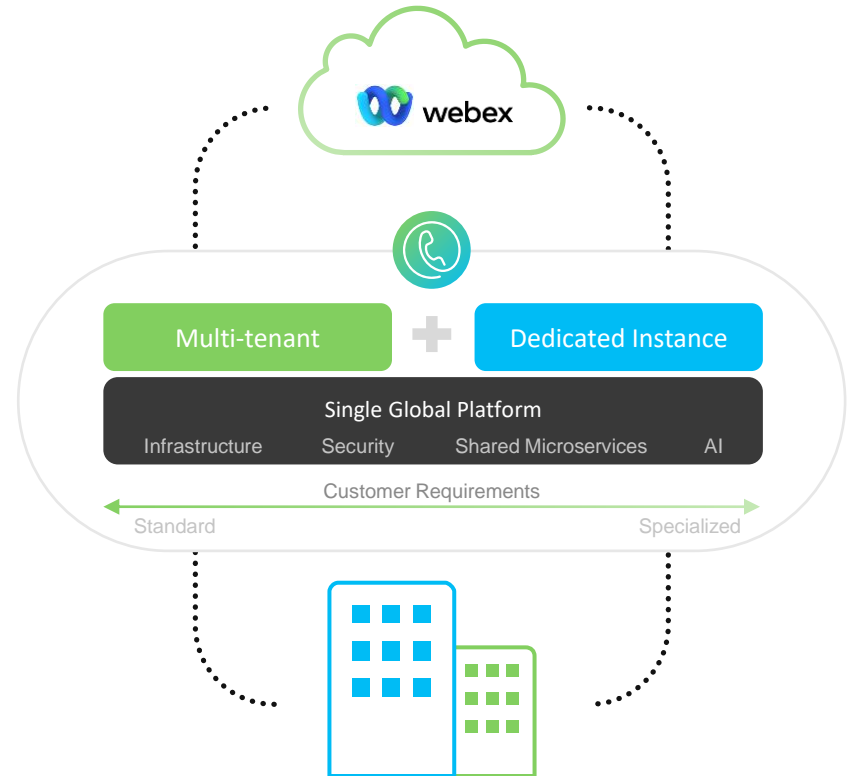 webex
Multi-tenant
Dedicated Instance
Single Global Platform
Infrastructure Security Shared Microservices AI
Customer Requirements
Standard Specialized